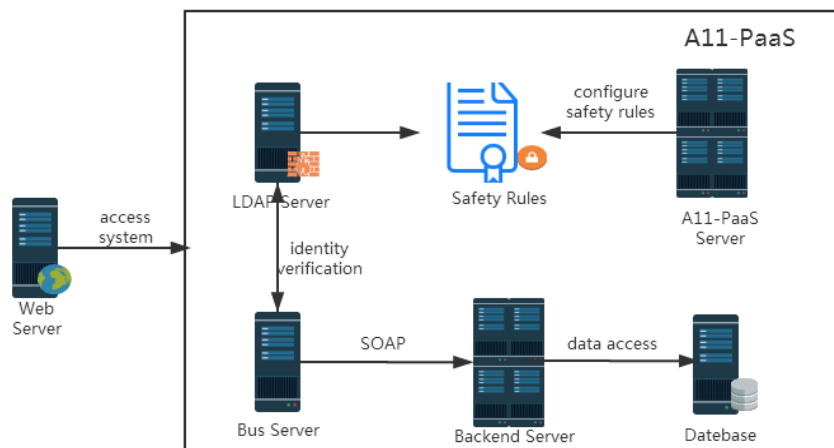 A11-PaaS
configure
safety rules
LDAP Server
Safety Rules
A11-PaaS
Server
access
system
identity
verification
Web
Server
SOAP
data access
Bus Server
Backend Server
Datebase